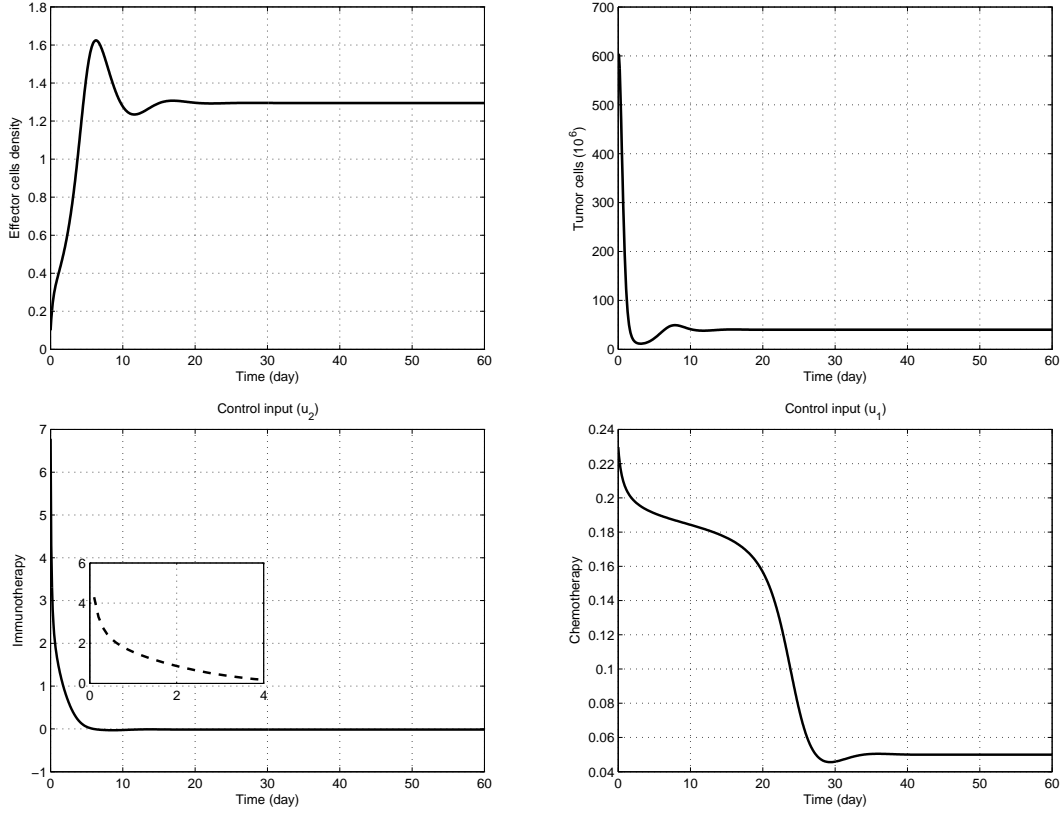 1.8
1.6
1.4
1.2
1
0.8
0.6
0.4
0.2
0
Effector cells density
0 10 20 30 40 50 60
Time (day)
700
600
500
400
300
200
100
0
Tumor cells (10^6)
0 10 20 30 40 50 60
Time (day)
Control input (u_2)
7
6
5
4
3
2
1
0
−1
Immunotherapy
6
4
2
0
0 2 4
0 10 20 30 40 50 60
Time (day)
Control input (u_1)
0.24
0.22
0.2
0.18
0.16
0.14
0.12
0.1
0.08
0.06
0.04
Chemotherapy
0 10 20 30 40 50 60
Time (day)